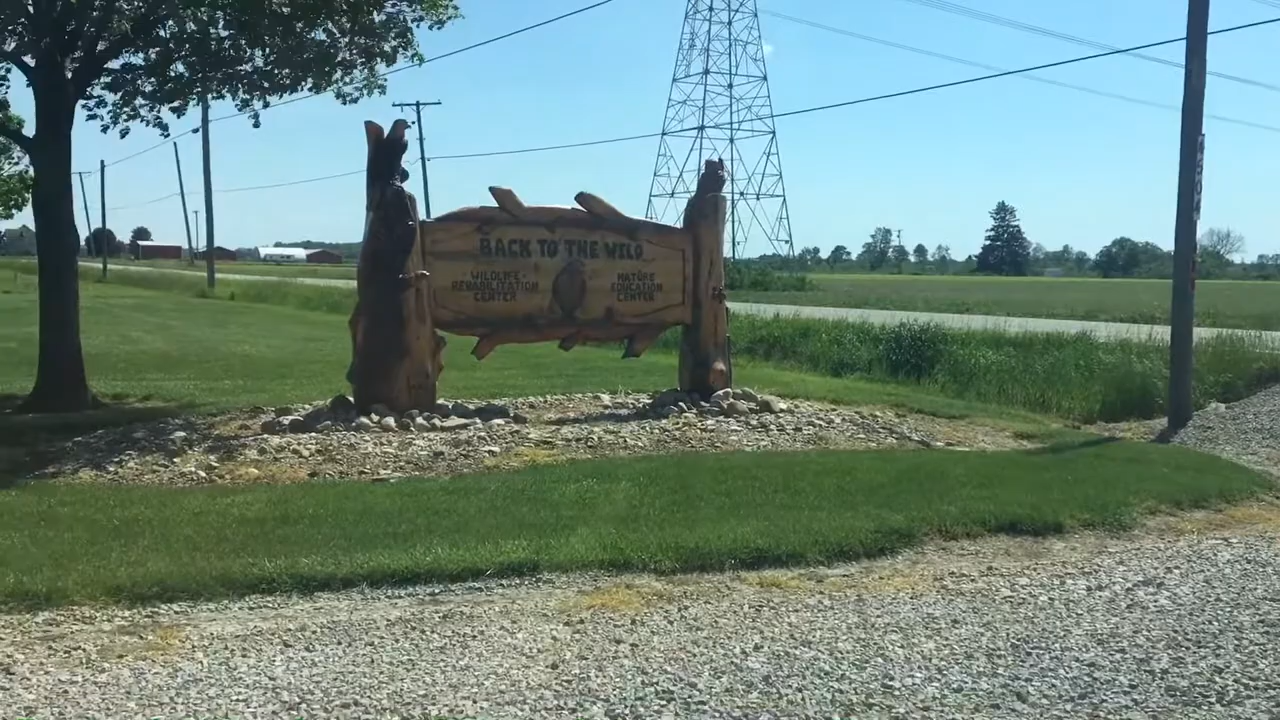 BACK TO THE WILD
WILDLIFE
REHABILITATION
CENTER
NATURE
EDUCATION
CENTER